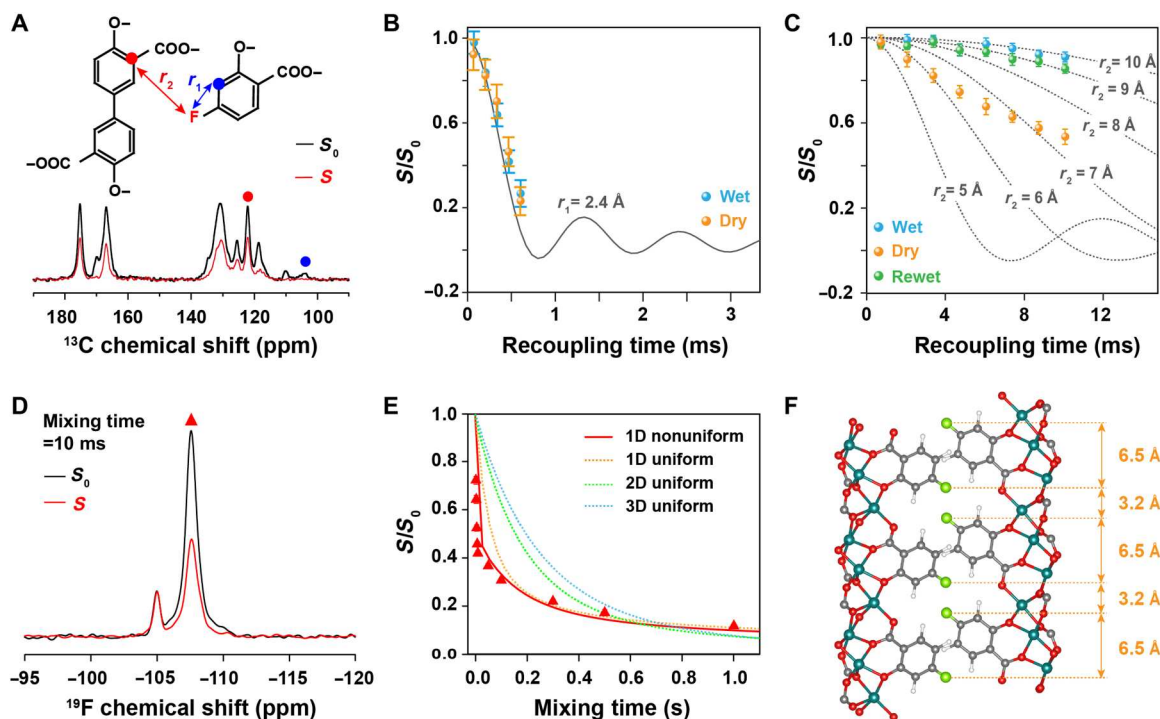 A
O−
COO−
O−
COO−
r₂
r₁
F
−OOC
O−
S₀
S
180 160 140 120 100
¹³C chemical shift (ppm)
B
1.0
0.6
0.2
−0.2
S/S₀
r₁ = 2.4 Å
Wet
Dry
0 1 2 3
Recoupling time (ms)
C
1.0
0.6
0.2
−0.2
S/S₀
r₂ = 10 Å
r₂ = 9 Å
r₂ = 8 Å
r₂ = 7 Å
r₂ = 5 Å
r₂ = 6 Å
Wet
Dry
Rewet
0 4 8 12
Recoupling time (ms)
D
Mixing time
=10 ms
S₀
S
−95 −100 −105 −110 −115 −120
¹⁹F chemical shift (ppm)
E
1.0
0.8
0.6
0.4
0.2
0.0
S/S₀
1D nonuniform
1D uniform
2D uniform
3D uniform
0.0 0.2 0.4 0.6 0.8 1.0
Mixing time (s)
F
6.5 Å
3.2 Å
6.5 Å
3.2 Å
6.5 Å